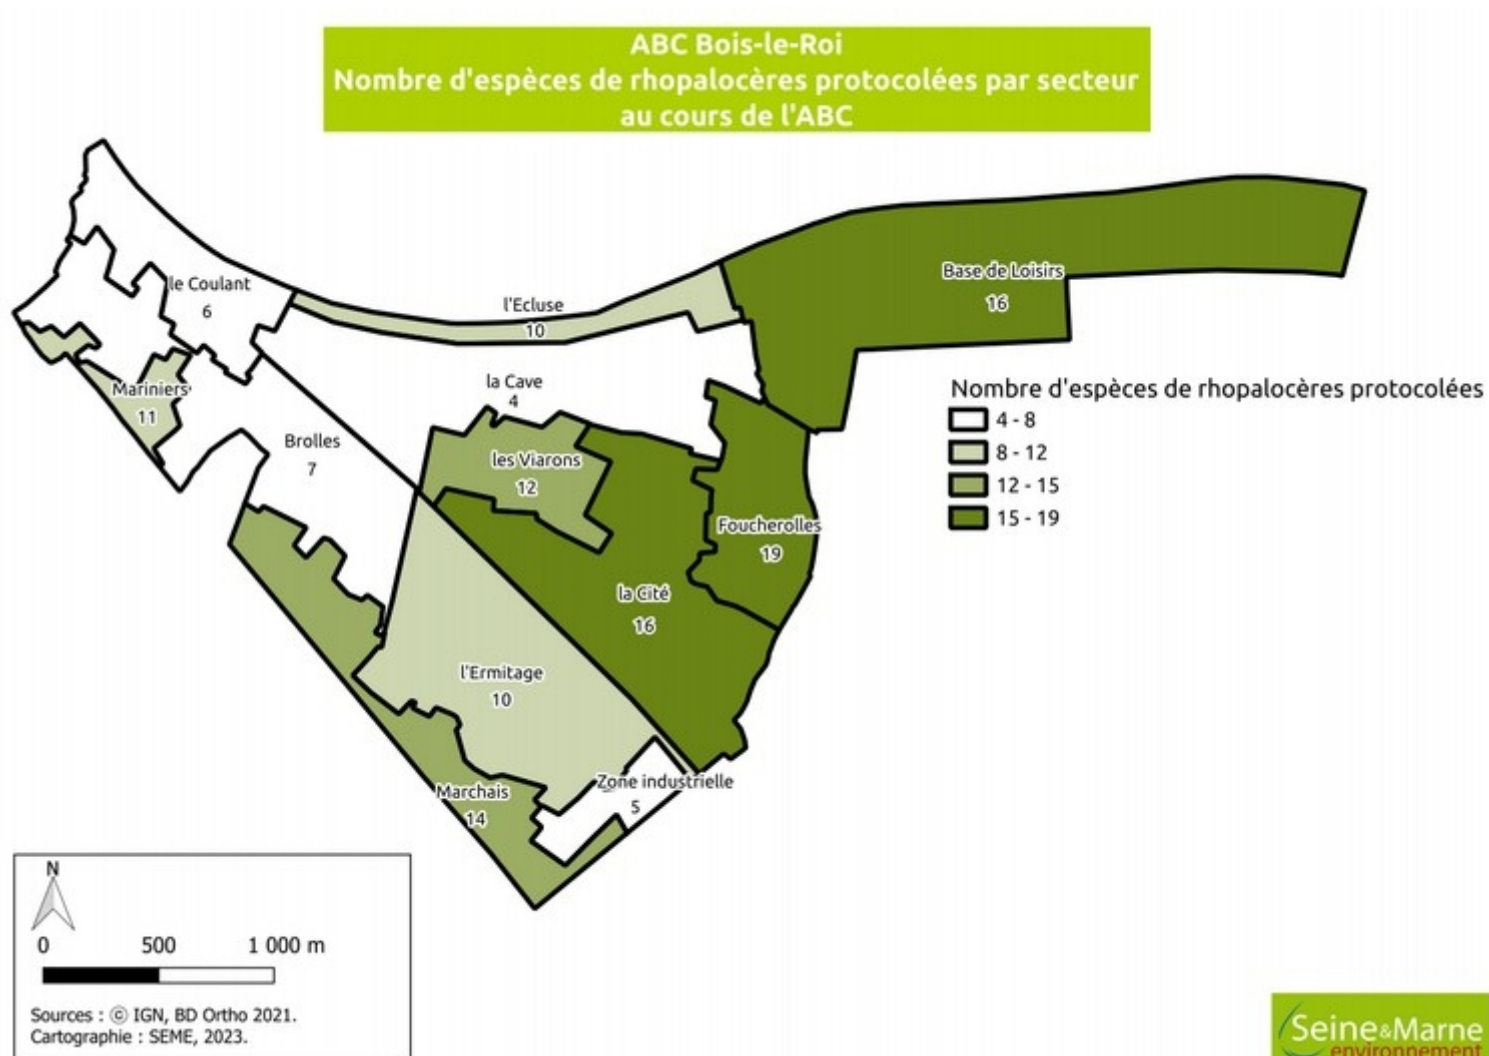 ABC Bois-le-Roi
Nombre d'espèces de rhopalocères protocolées par secteur
au cours de l'ABC
le Coulant
6
l'Ecluse
10
Base de Loisirs
16
Mariniers
11
la Cave
4
Brolles
7
les Viarons
12
Foucherolles
19
la Cité
16
l'Ermitage
10
Zone industrielle
5
Marchais
14
Nombre d'espèces de rhopalocères protocolées
4 - 8
8 - 12
12 - 15
15 - 19
N
0 500 1 000 m
Sources : © IGN, BD Ortho 2021.
Cartographie : SEME, 2023.
Seine&Marne
environnement